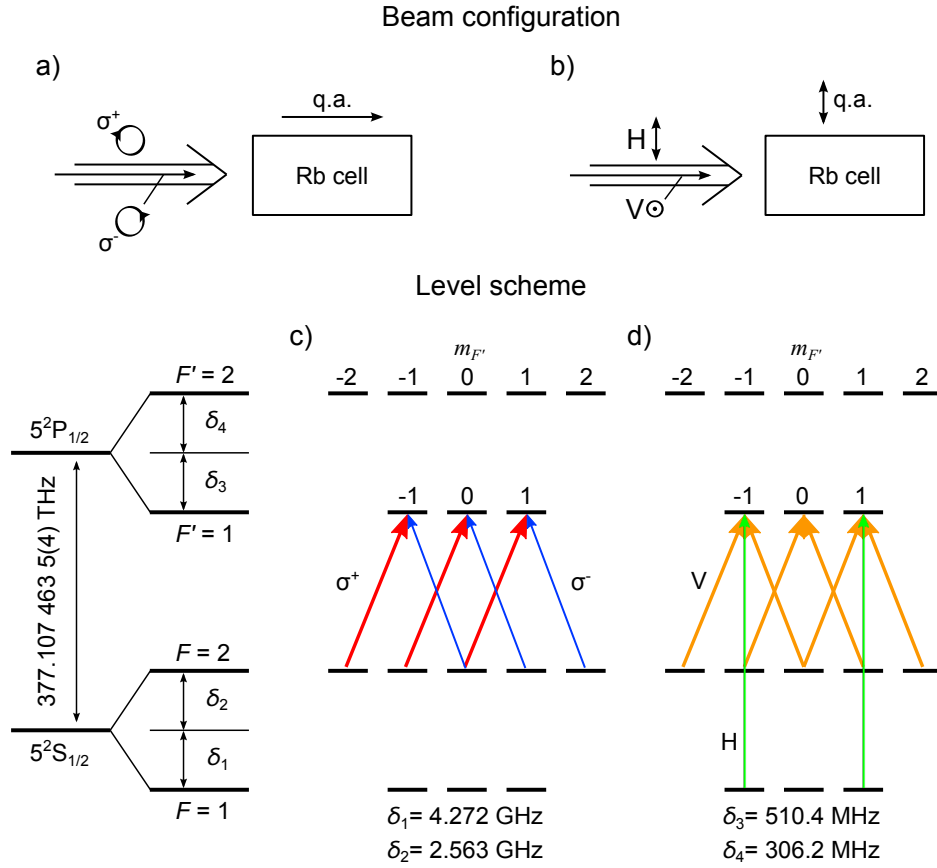 Beam configuration
a)
b)
σ⁺
q.a.
Rb cell
σ⁻
H
q.a.
Rb cell
V
Level scheme
c)
d)
m_F'
-2 -1 0 1 2
m_F'
-2 -1 0 1 2
F' = 2
5²P₁/₂
δ₄
δ₃
F' = 1
377.107 463 5(4) THz
-1 0 1
-1 0 1
σ⁺
σ⁻
V
F = 2
δ₂
5²S₁/₂
δ₁
F = 1
H
δ₁= 4.272 GHz
δ₂= 2.563 GHz
δ₃= 510.4 MHz
δ₄= 306.2 MHz